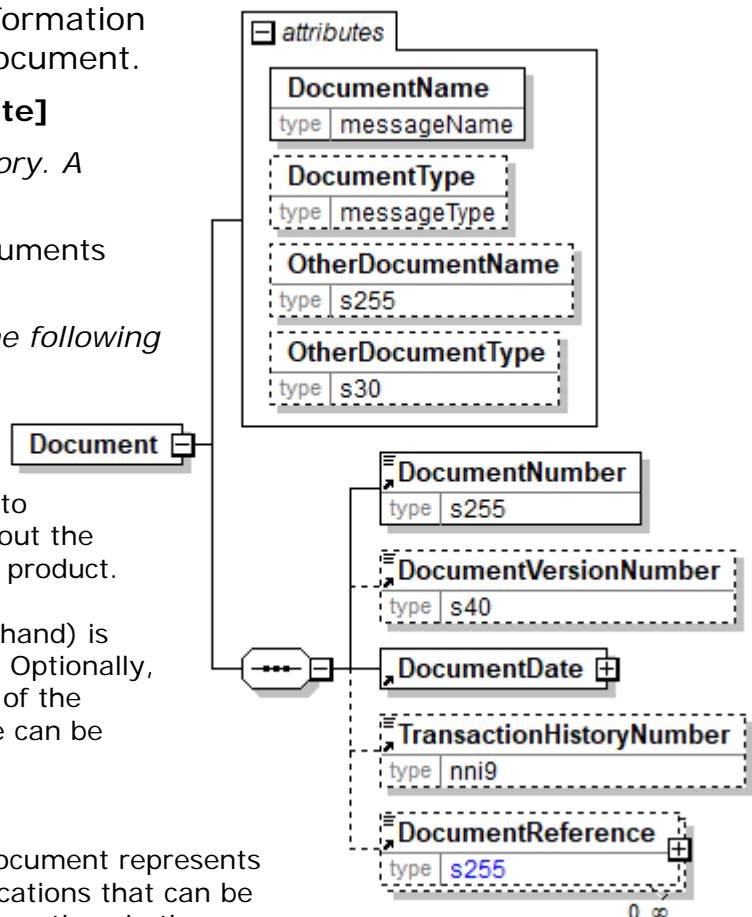 formation
ocument.
te]
ory. A
uments
e following
to
out the
product.
hand) is
Optionally,
of the
e can be
ocument represents
cations that can be
attributes
DocumentName
type messageName
DocumentType
type messageType
OtherDocumentName
type s255
OtherDocumentType
type s30
Document
DocumentNumber
type s255
DocumentVersionNumber
type s40
DocumentDate
TransactionHistoryNumber
type nni9
DocumentReference
type s255
0..∞